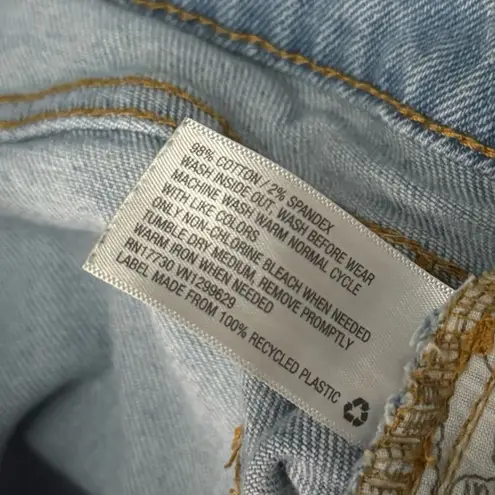 98% COTTON / 2% SPANDEX
WASH INSIDE OUT, WASH BEFORE WEAR
MACHINE WASH WARM NORMAL CYCLE
WITH LIKE COLORS
ONLY NON-CHLORINE BLEACH WHEN NEEDED
TUMBLE DRY MEDIUM, REMOVE PROMPTLY
WARM IRON WHEN NEEDED
RN17730 VN1299629
LABEL MADE FROM 100% RECYCLED PLASTIC